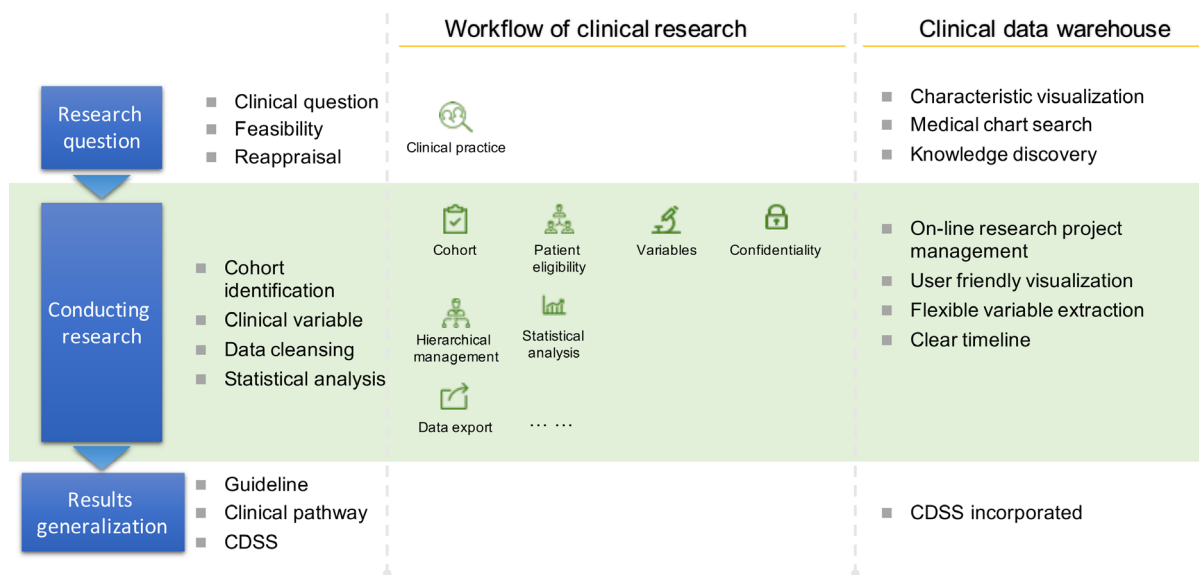 Workflow of clinical research
Clinical data warehouse
Research
question
Clinical question
Feasibility
Reappraisal
Clinical practice
Characteristic visualization
Medical chart search
Knowledge discovery
Conducting
research
Cohort
identification
Clinical variable
Data cleansing
Statistical analysis
Cohort
Patient
eligibility
Variables
Confidentiality
Hierarchical
management
Statistical
analysis
Data export
... ...
On-line research project
management
User friendly visualization
Flexible variable extraction
Clear timeline
Results
generalization
Guideline
Clinical pathway
CDSS
CDSS incorporated